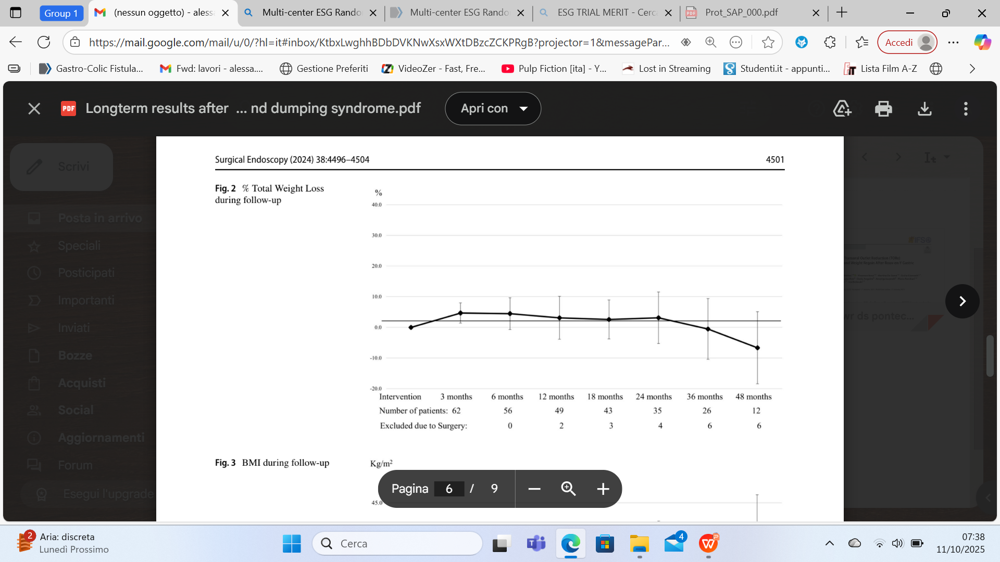 Group 1
(nessun oggetto) - aless
Multi-center ESG Rando
Multi-center ESG Rando
ESG TRIAL MERIT - Cerc
Prot_SAP_000.pdf
https://mail.google.com/mail/u/0/?hl=it#inbox/KtbxLwghhBDbDVKNwXsxWXtDBzcZCKPRgB?projector=1&messagePar...
Accedi
Gastro-Colic Fistula...
Fwd: lavori - alessa....
Gestione Preferiti
VideoZer - Fast, Fre...
Pulp Fiction [ita] - Y...
Lost in Streaming
Studenti.it - appunti...
Lista Film A-Z
PDF
Longterm results after ... nd dumping syndrome.pdf
Apri con
Scrivi
Posta in arrivo
Speciali
Posticipati
Importanti
Inviati
Bozze
Acquisti
Social
Aggiornamenti
Forum
Esegui l'upgrade
Surgical Endoscopy (2024) 38:4496–4504
4501
Fig. 2 % Total Weight Loss
during follow-up
%
40.0
30.0
20.0
10.0
0.0
-10.0
-20.0
Intervention 3 months 6 months 12 months 18 months 24 months 36 months 48 months
Number of patients: 62 56 49 43 35 26 12
Excluded due to Surgery: 0 2 3 4 6 6
Fig. 3 BMI during follow-up
Kg/m²
45.0
Pagina 6 / 9
IFS
wr ds pontec...
2
Aria: discreta
Lunedì Prossimo
Cerca
4
07:38
11/10/2025